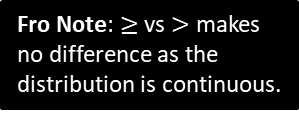 Fro Note: ≥ vs > makes
no difference as the
distribution is continuous.